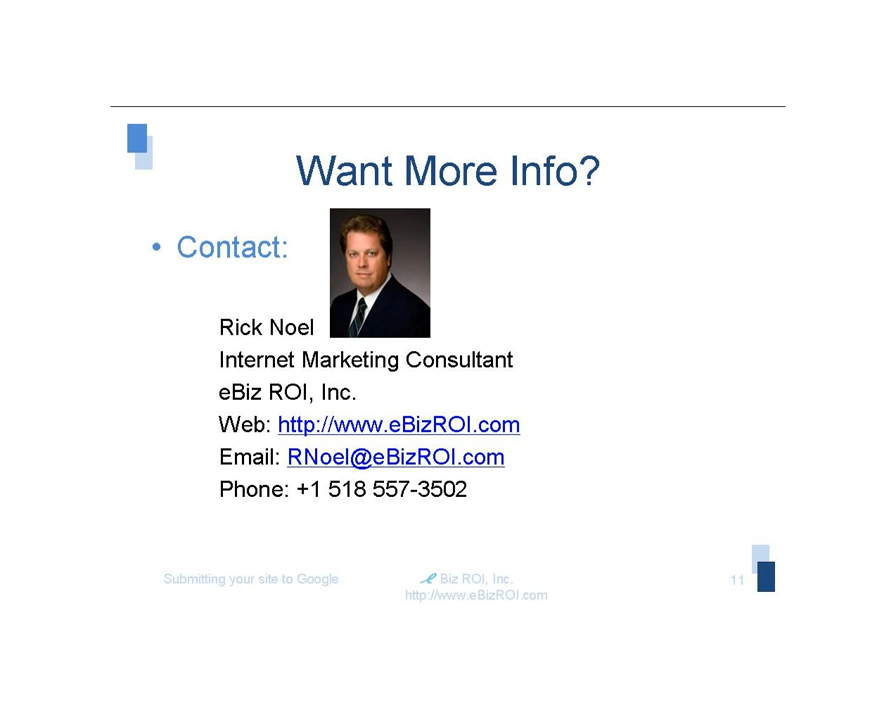 Want More Info?
• Contact:
Rick Noel
Internet Marketing Consultant
eBiz ROI, Inc.
Web: http://www.eBizROI.com
Email: RNoel@eBizROI.com
Phone: +1 518 557-3502
Submitting your site to Google
e Biz ROI, Inc.
http://www.eBizROI.com
11